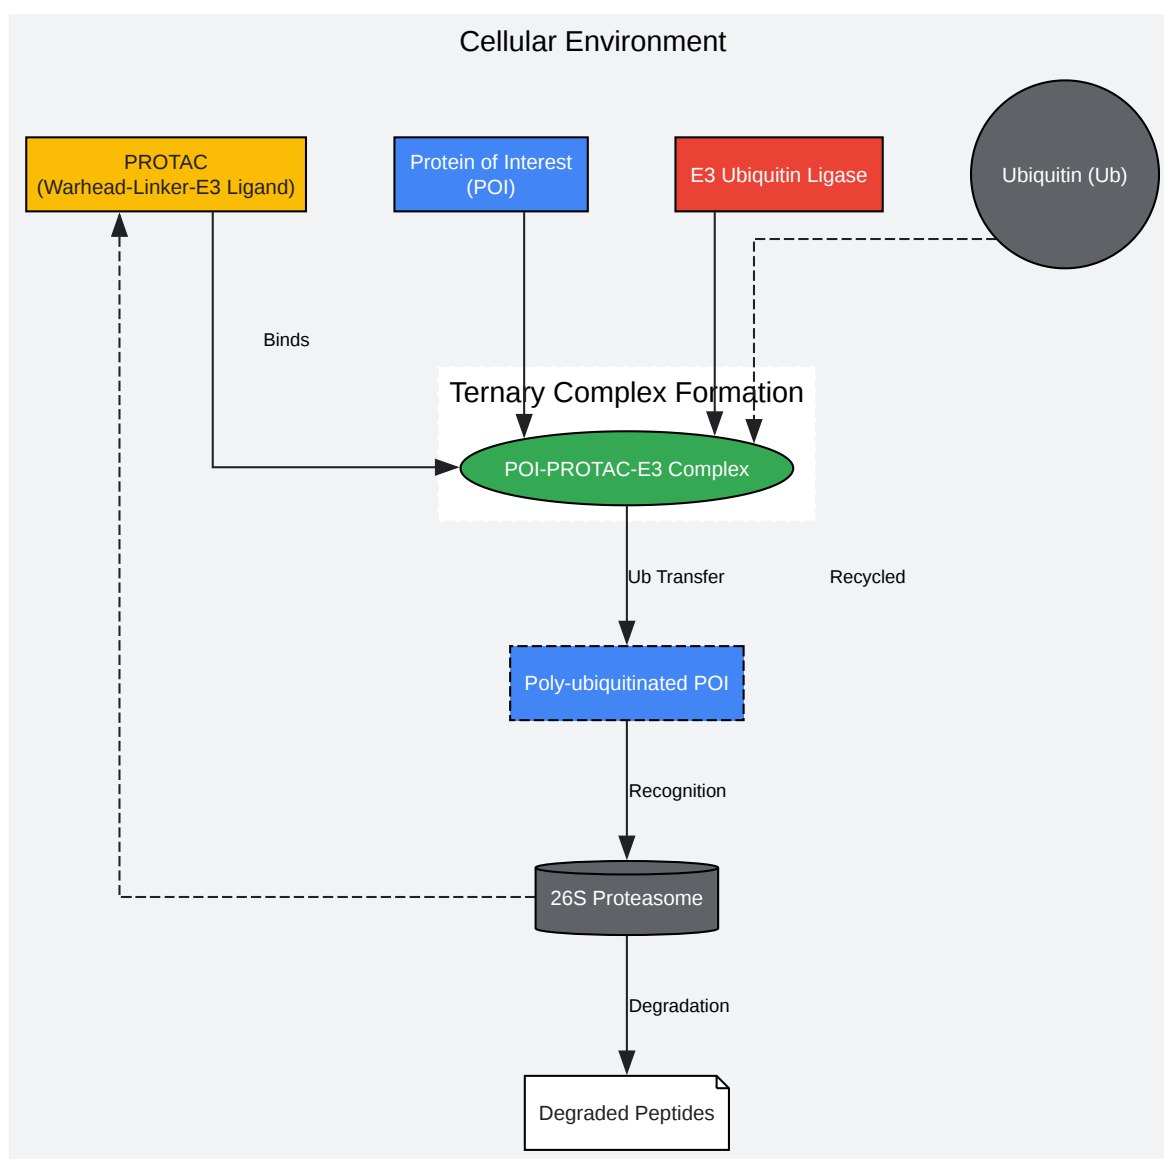 Cellular Environment
PROTAC
(Warhead-Linker-E3 Ligand)
Protein of Interest
(POI)
E3 Ubiquitin Ligase
Ubiquitin (Ub)
Binds
Ternary Complex Formation
POI-PROTAC-E3 Complex
Ub Transfer
Recycled
Poly-ubiquitinated POI
Recognition
26S Proteasome
Degradation
Degraded Peptides